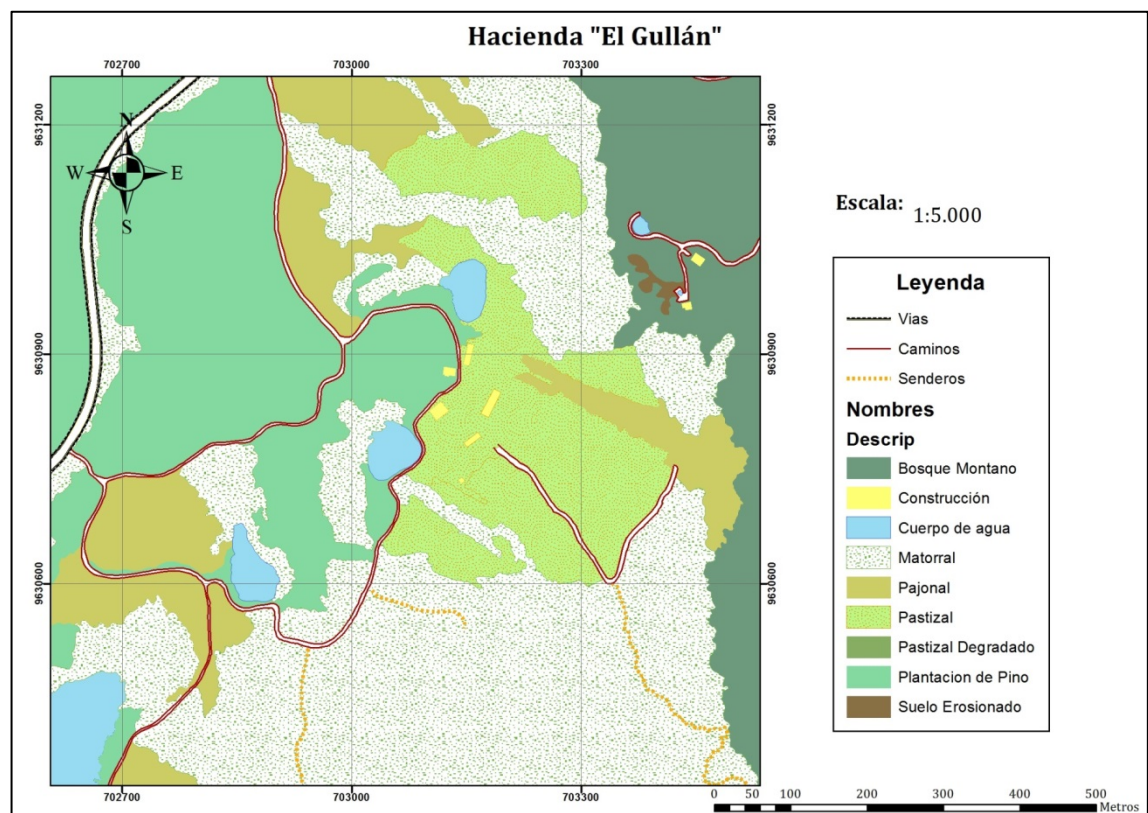 Hacienda "El Gullán"
702700 703000 703300
9631200 9631200
N
W E
S
9630900 9630900
9630600 9630600
702700 703000 703300
Escala: 1:5.000
Leyenda
Vias
Caminos
Senderos
Nombres
Descrip
Bosque Montano
Construcción
Cuerpo de agua
Matorral
Pajonal
Pastizal
Pastizal Degradado
Plantacion de Pino
Suelo Erosionado
0 50 100 200 300 400 500
Metros